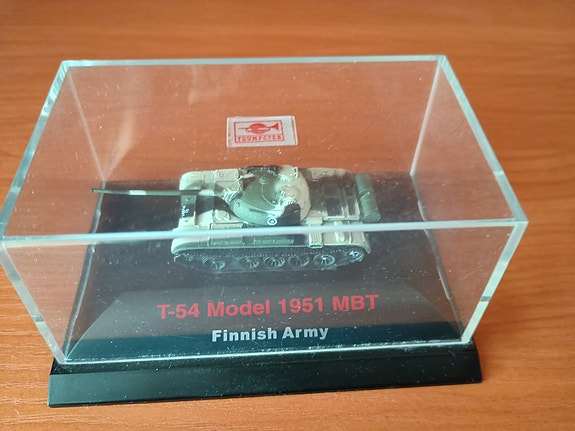 TRUMPETER
T-54 Model 1951 MBT
Finnish Army